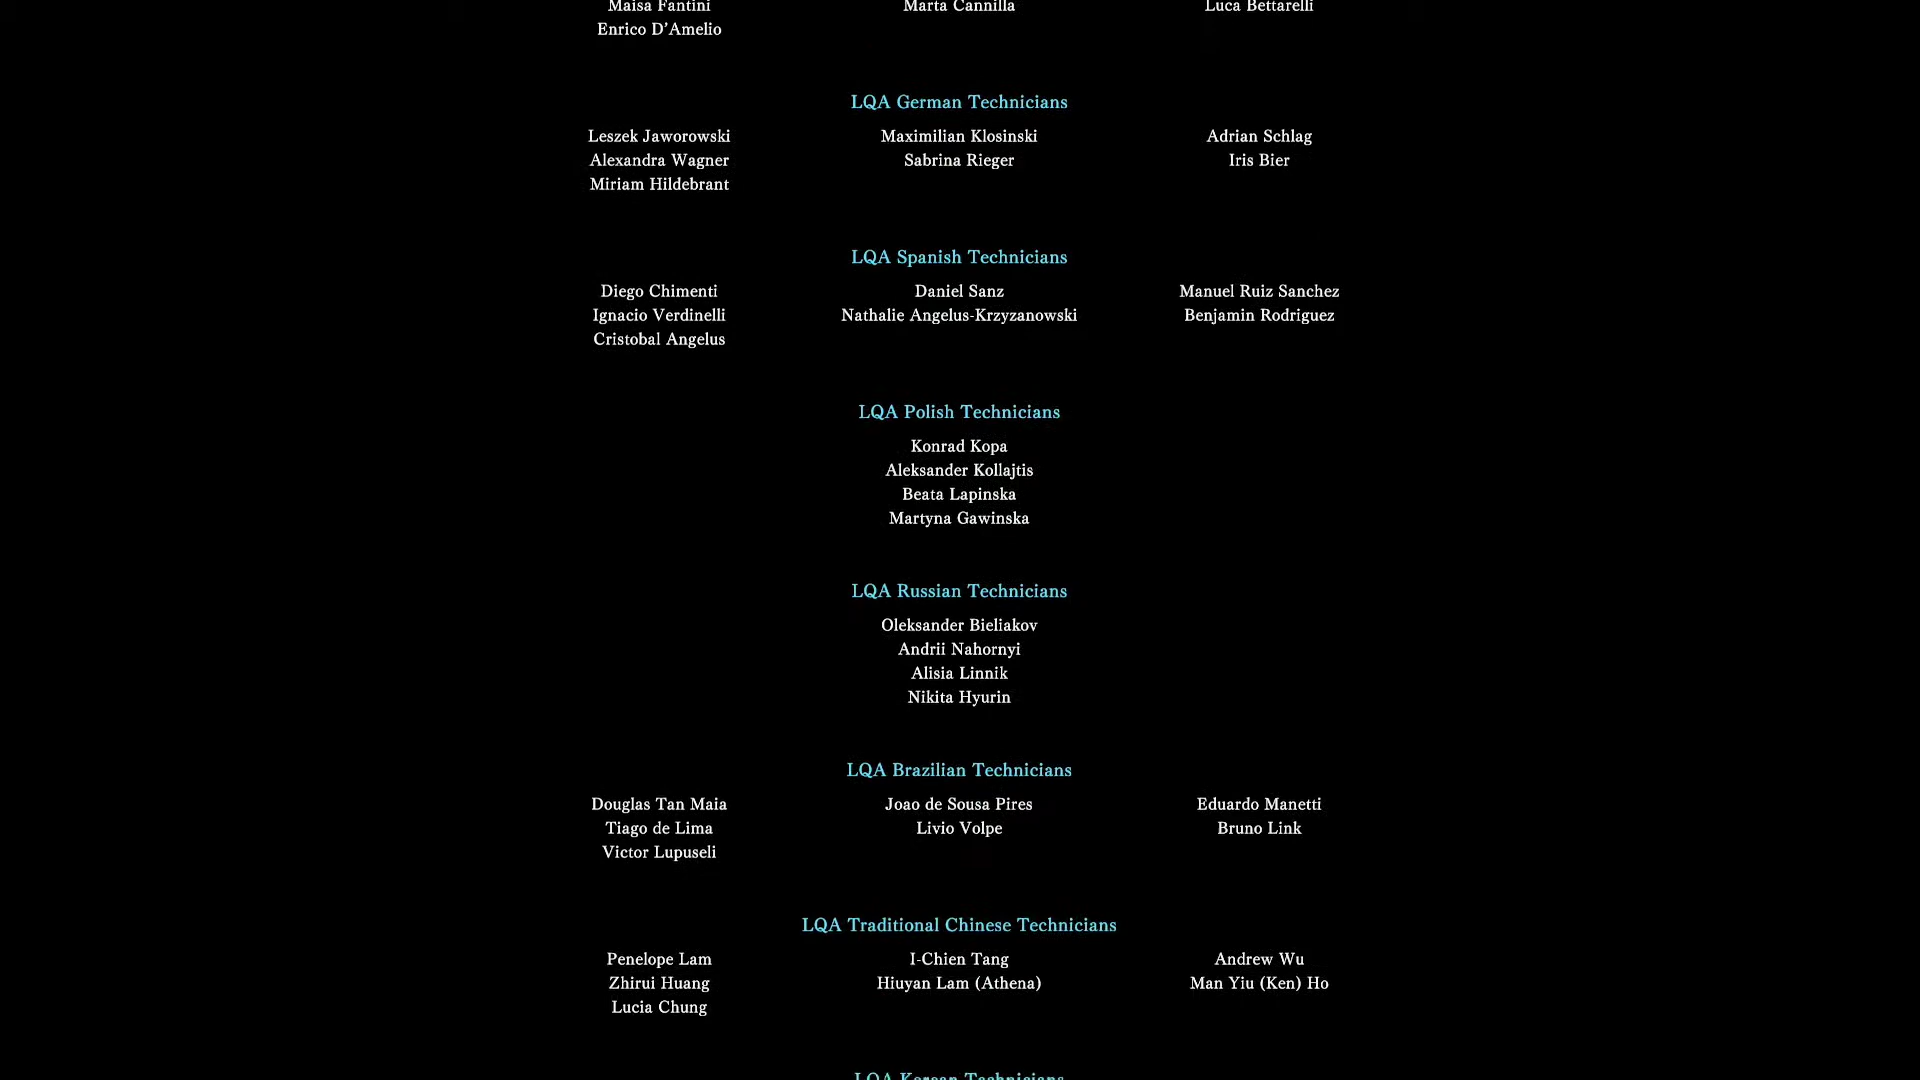 Maisa Fantini Marta Cannilla Luca Bettarelli
Enrico D’Amelio
LQA German Technicians
Leszek Jaworowski Maximilian Klosinski Adrian Schlag
Alexandra Wagner Sabrina Rieger Iris Bier
Miriam Hildebrant
LQA Spanish Technicians
Diego Chimenti Daniel Sanz Manuel Ruiz Sanchez
Ignacio Verdinelli Nathalie Angelus-Krzyzanowski Benjamin Rodriguez
Cristobal Angelus
LQA Polish Technicians
Konrad Kopa
Aleksander Kollajtis
Beata Lapinska
Martyna Gawinska
LQA Russian Technicians
Oleksander Bieliakov
Andrii Nahornyi
Alisia Linnik
Nikita Hyurin
LQA Brazilian Technicians
Douglas Tan Maia Joao de Sousa Pires Eduardo Manetti
Tiago de Lima Livio Volpe Bruno Link
Victor Lupuseli
LQA Traditional Chinese Technicians
Penelope Lam I-Chien Tang Andrew Wu
Zhirui Huang Hiuyan Lam (Athena) Man Yiu (Ken) Ho
Lucia Chung
LQA Korean Technicians